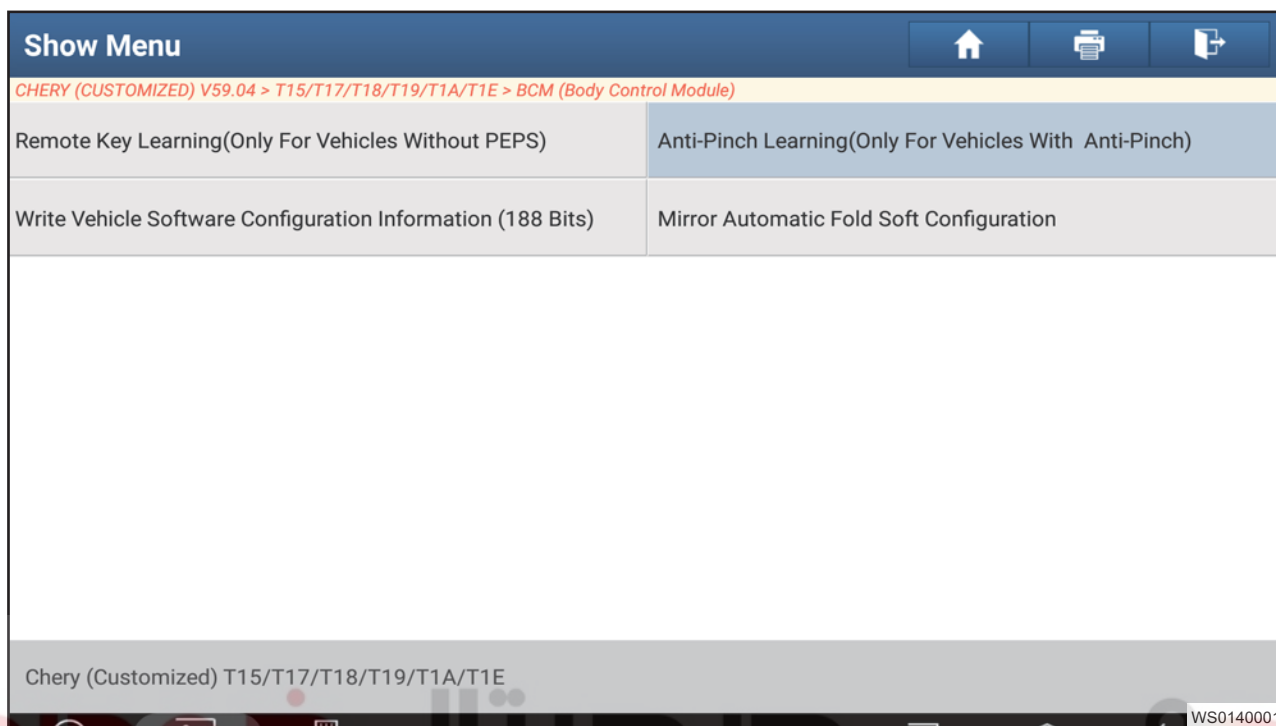 Show Menu
CHERY (CUSTOMIZED) V59.04 > T15/T17/T18/T19/T1A/T1E > BCM (Body Control Module)
Remote Key Learning(Only For Vehicles Without PEPS)
Anti-Pinch Learning(Only For Vehicles With Anti-Pinch)
Write Vehicle Software Configuration Information (188 Bits)
Mirror Automatic Fold Soft Configuration
Chery (Customized) T15/T17/T18/T19/T1A/T1E
WS0140001